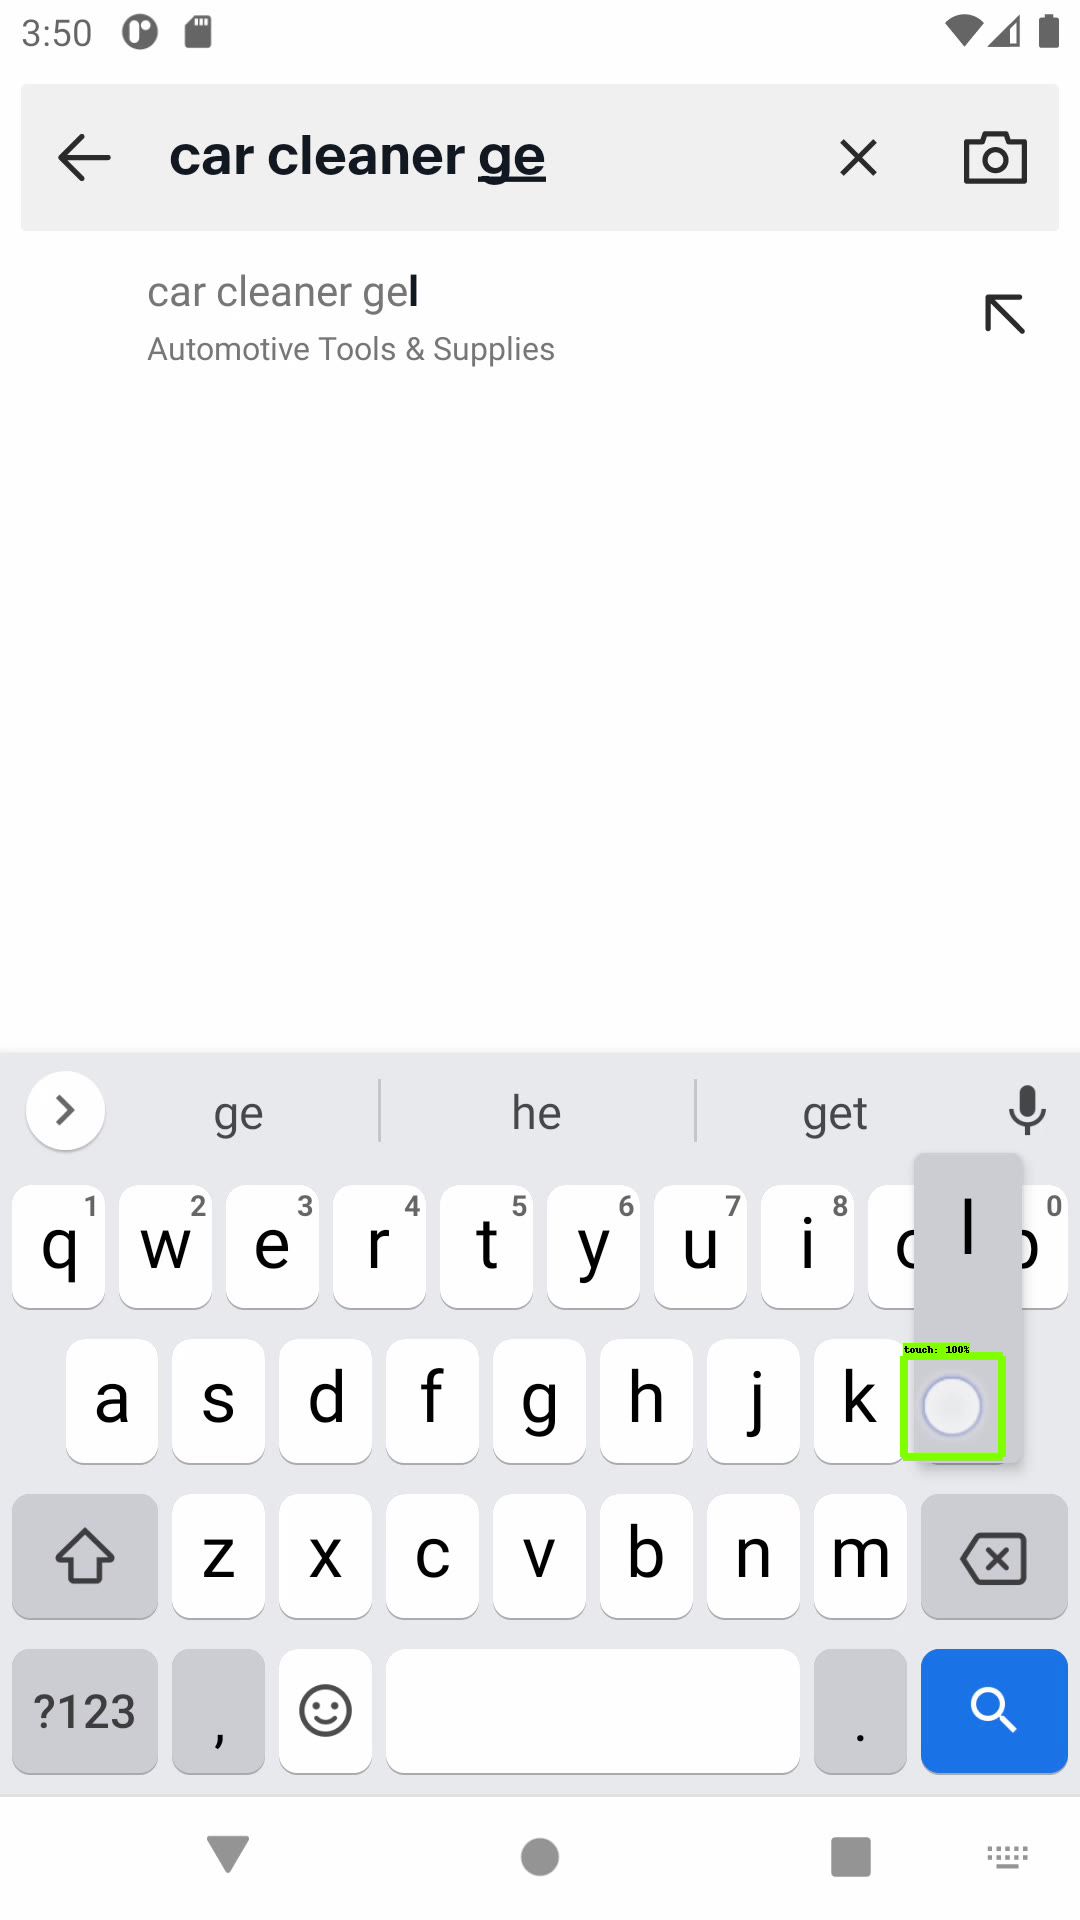 3:50
car cleaner ge
car cleaner gel
Automotive Tools & Supplies
ge he get
q 1 w 2 e 3 r 4 t 5 y 6 u 7 i 8 l 0
touch: 100%
a s d f g h j k
z x c v b n m
?123 , .